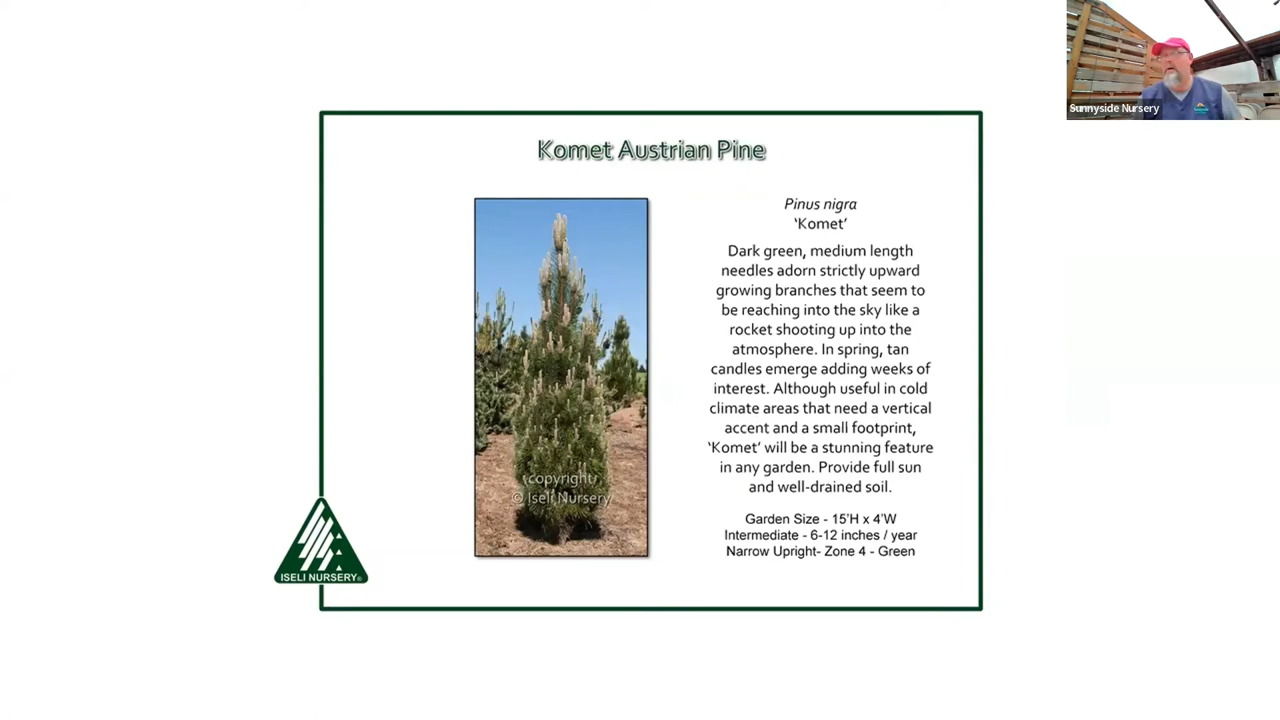 Sunnyside Nursery
Komet Austrian Pine
Pinus nigra
‘Komet’
Dark green, medium length
needles adorn strictly upward
growing branches that seem to
be reaching into the sky like a
rocket shooting up into the
atmosphere. In spring, tan
candles emerge adding weeks of
interest. Although useful in cold
climate areas that need a vertical
accent and a small footprint,
‘Komet’ will be a stunning feature
in any garden. Provide full sun
and well-drained soil.
Garden Size - 15'H x 4'W
Intermediate - 6-12 inches / year
Narrow Upright- Zone 4 - Green
copyright
© Iseli Nursery
ISELI NURSERY®